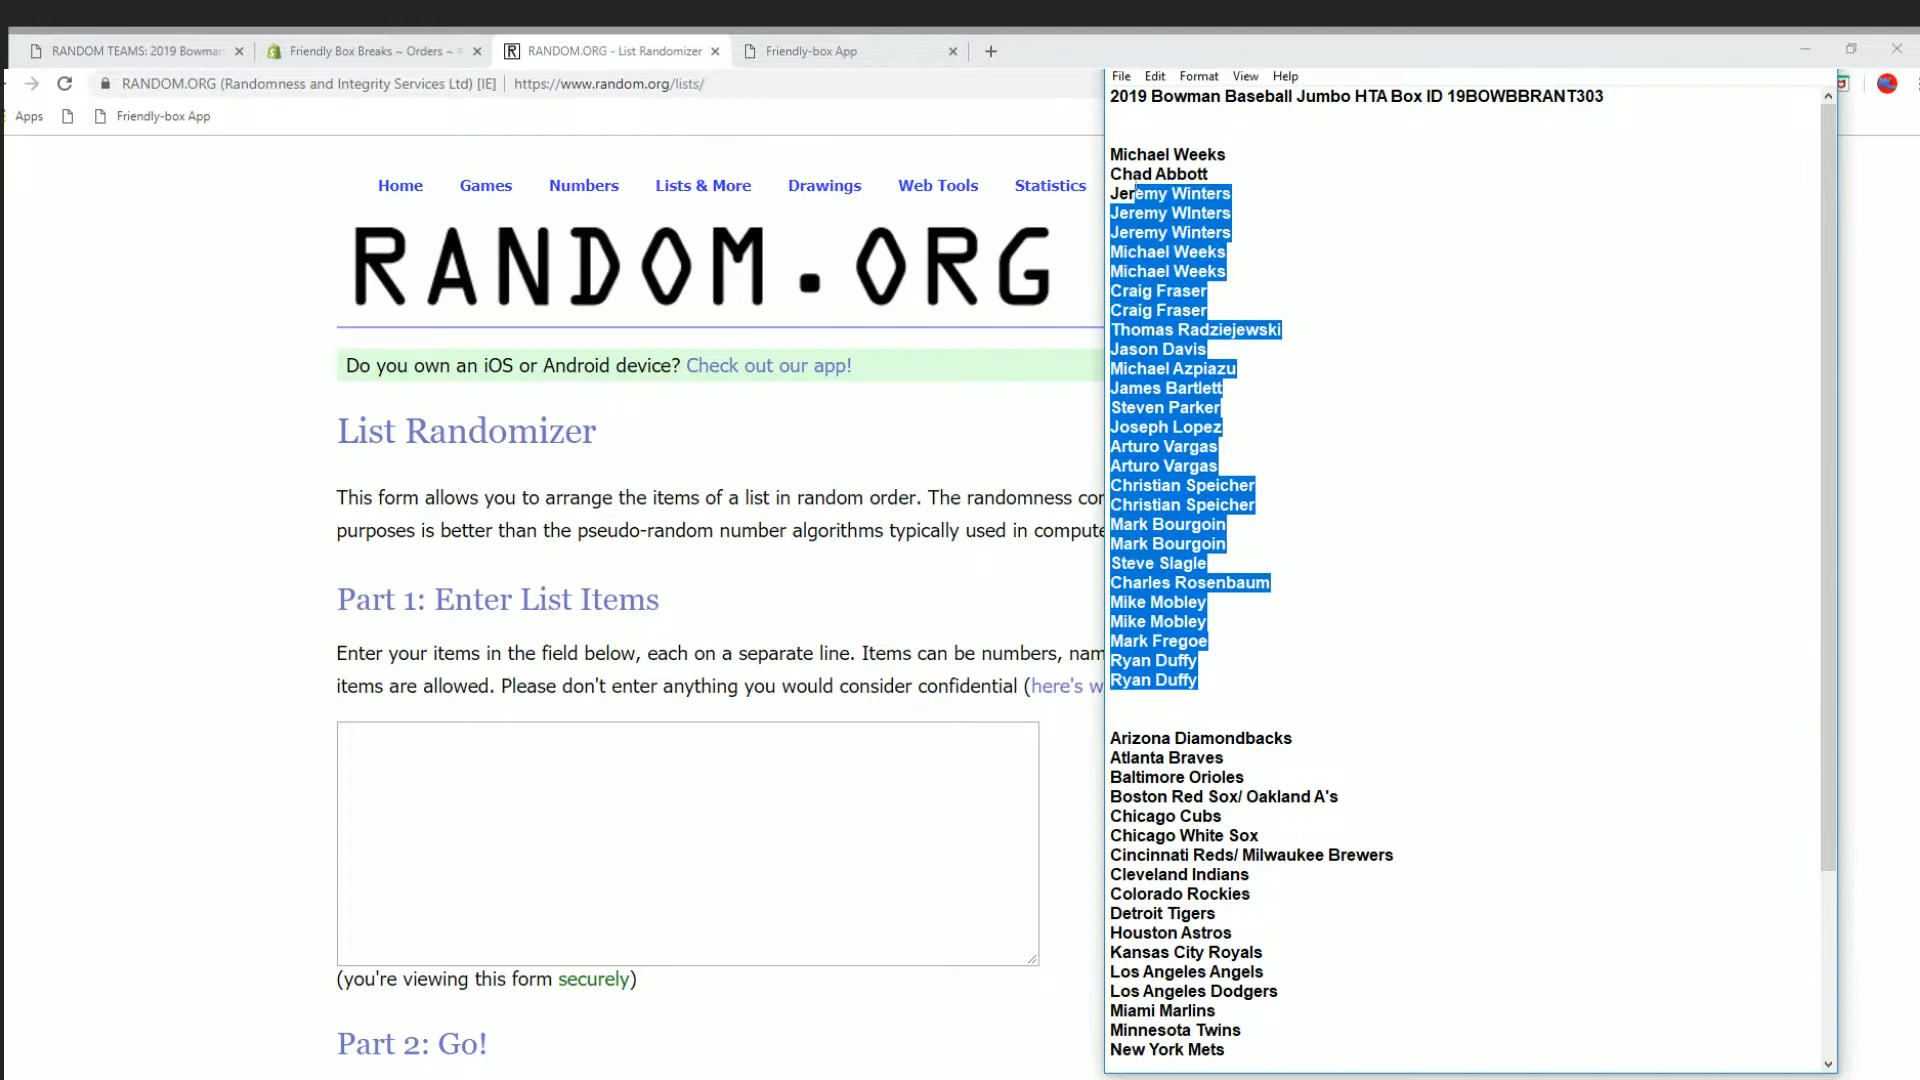 RANDOM TEAMS: 2019 Bowman
Friendly Box Breaks ~ Orders ~
RANDOM.ORG - List Randomizer
Friendly-box App
RANDOM.ORG (Randomness and Integrity Services Ltd) [IE]
https://www.random.org/lists/
Apps
Friendly-box App
Home
Games
Numbers
Lists & More
Drawings
Web Tools
Statistics
RANDOM.ORG
Do you own an iOS or Android device? Check out our app!
List Randomizer
This form allows you to arrange the items of a list in random order. The randomness
purposes is better than the pseudo-random number algorithms typically used in
Part 1: Enter List Items
Enter your items in the field below, each on a separate line. Items can be numbers,
items are allowed. Please don't enter anything you would consider confidential (here's
(you're viewing this form securely)
Part 2: Go!
File Edit Format View Help
2019 Bowman Baseball Jumbo HTA Box ID 19BOWBBRANT303
Michael Weeks
Chad Abbott
Jeremy Winters
Jeremy WInters
Jeremy Winters
Michael Weeks
Michael Weeks
Craig Fraser
Craig Fraser
Thomas Radziejewski
Jason Davis
Michael Azpiazu
James Bartlett
Steven Parker
Joseph Lopez
Arturo Vargas
Arturo Vargas
Christian Speicher
Christian Speicher
Mark Bourgoin
Mark Bourgoin
Steve Slagle
Charles Rosenbaum
Mike Mobley
Mike Mobley
Mark Fregoe
Ryan Duffy
Ryan Duffy
Arizona Diamondbacks
Atlanta Braves
Baltimore Orioles
Boston Red Sox/ Oakland A's
Chicago Cubs
Chicago White Sox
Cincinnati Reds/ Milwaukee Brewers
Cleveland Indians
Colorado Rockies
Detroit Tigers
Houston Astros
Kansas City Royals
Los Angeles Angels
Los Angeles Dodgers
Miami Marlins
Minnesota Twins
New York Mets